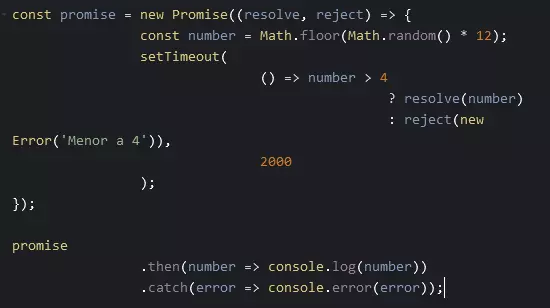 const promise = new Promise((resolve, reject) => {
const number = Math.floor(Math.random() * 12);
setTimeout(
() => number > 4
? resolve(number)
: reject(new
Error('Menor a 4')),
2000
);
});
promise
.then(number => console.log(number))
.catch(error => console.error(error));